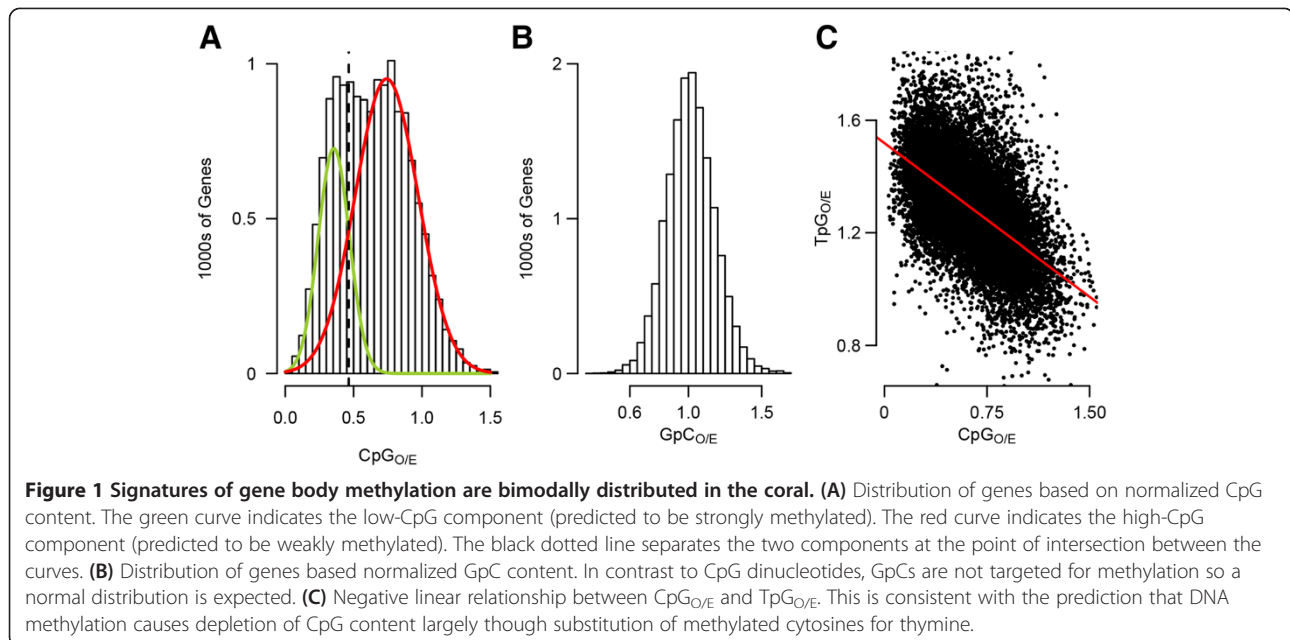 A
B
C
1
0.5
0
1000s of Genes
0.0 0.5 1.0 1.5
CpGO/E
2
1
0
1000s of Genes
0.6 1.0 1.5
GpCO/E
1.6
1.2
0.8
TpGO/E
0 0.75 1.50
CpGO/E
Figure 1 Signatures of gene body methylation are bimodally distributed in the coral. (A) Distribution of genes based on normalized CpG
content. The green curve indicates the low-CpG component (predicted to be strongly methylated). The red curve indicates the high-CpG
component (predicted to be weakly methylated). The black dotted line separates the two components at the point of intersection between the
curves. (B) Distribution of genes based normalized GpC content. In contrast to CpG dinucleotides, GpCs are not targeted for methylation so a
normal distribution is expected. (C) Negative linear relationship between CpGO/E and TpGO/E. This is consistent with the prediction that DNA
methylation causes depletion of CpG content largely though substitution of methylated cytosines for thymine.